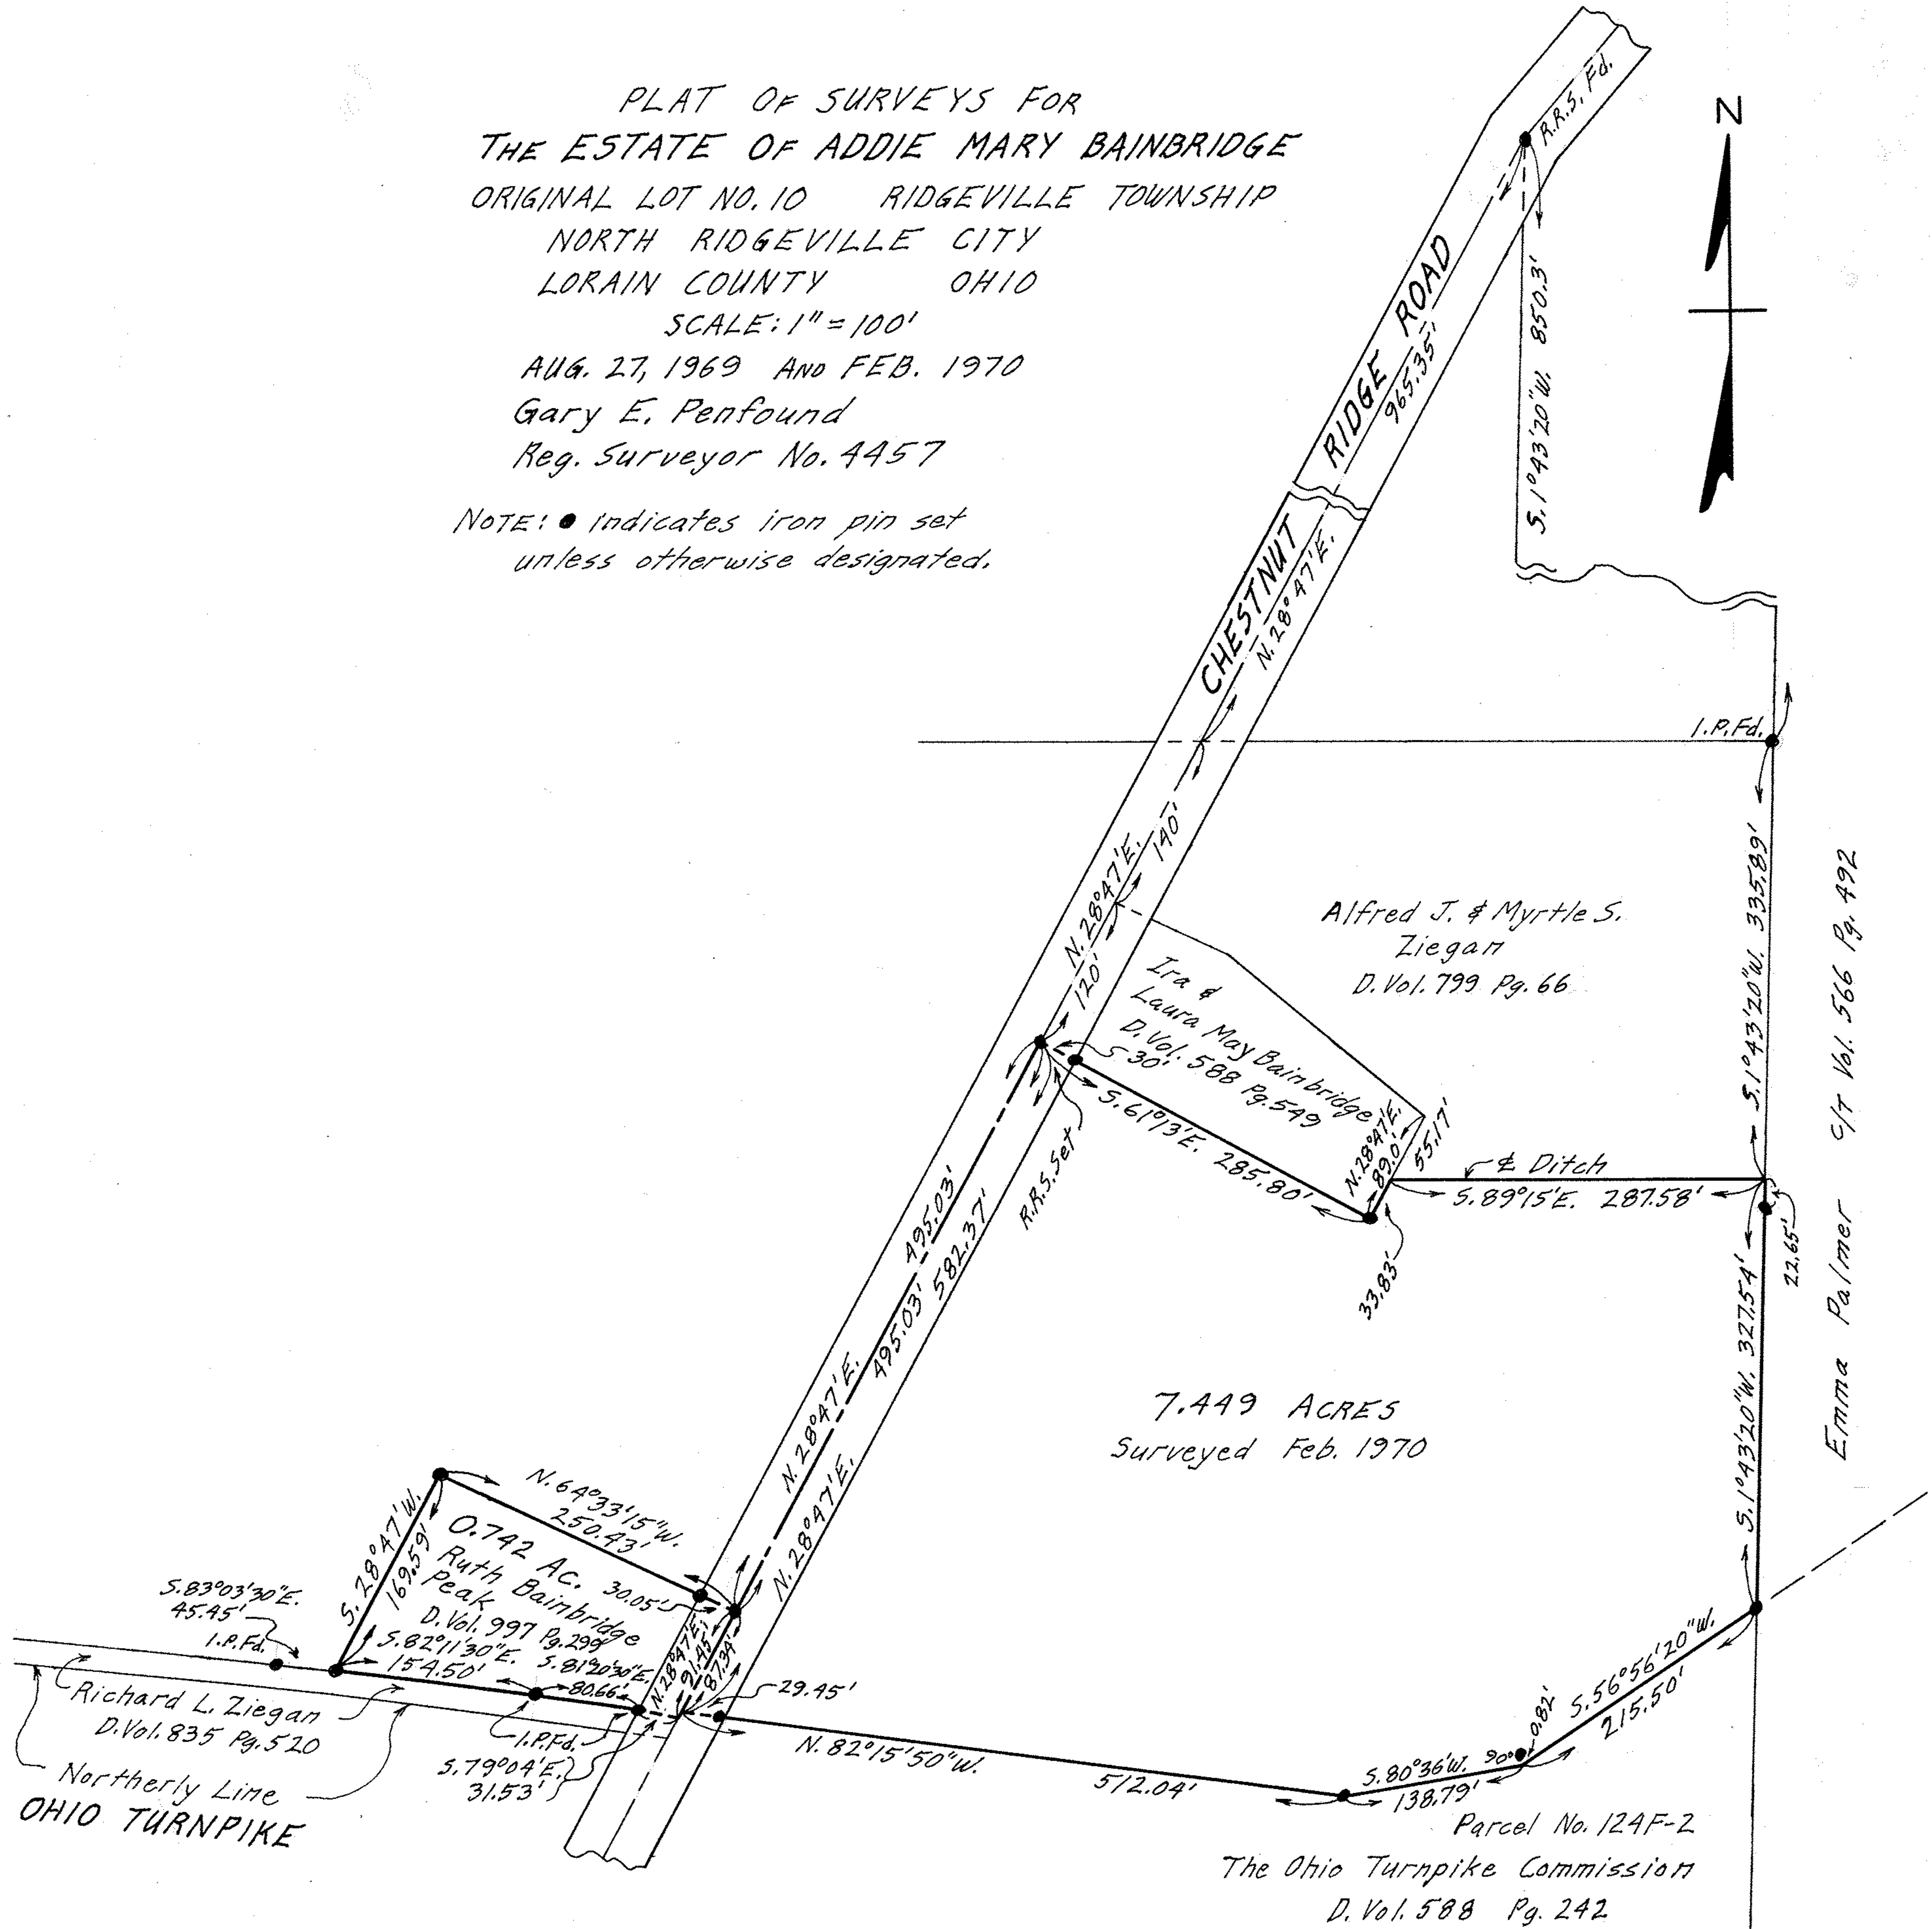 PLAT OF SURVEYS FOR
THE ESTATE OF ADDIE MARY BAINBRIDGE
ORIGINAL LOT NO. 10 RIDGEVILLE TOWNSHIP
NORTH RIDGEVILLE CITY
LORAIN COUNTY OHIO
SCALE: 1" = 100'
AUG. 27, 1969 AND FEB. 1970
Gary E. Penfound
Reg. Surveyor No. 4457
NOTE: ● indicates iron pin set
unless otherwise designated.
R.R.S. Fd.
N
S. 1°43'20"W. 850.3'
CHESTNUT RIDGE ROAD
965.35'
N. 28°47'E.
I.P. Fd.
N. 28°47'E.
140'
120'
Alfred J. & Myrtle S.
Ziegan
D. Vol. 799 Pg. 66
S. 1°43'20"W. 335.89'
Emma Palmer C/T Vol. 566 Pg. 492
Ira &
Laura May Bainbridge
D. Vol. 588 Pg. 549
30'
S. 61°13'E. 285.80'
R.R.S. Set
N. 28°47'E.
89.0'
55.17'
33.83'
℄ Ditch
S. 89°15'E. 287.58'
22.65'
S. 1°43'20"W. 327.54'
495.03'
N. 28°47'E. 495.03'
N. 28°47'E. 582.37'
7.449 ACRES
Surveyed Feb. 1970
N. 64°33'15"W.
250.43'
S. 28°47'W.
169.59'
0.742 Ac.
30.05'
Ruth Bainbridge
Peak
D. Vol. 997 Pg. 299
S. 83°03'30"E.
45.45'
I.P. Fd.
S. 82°11'30"E.
154.50'
S. 81°20'30"E.
80.66'
N. 28°47'E.
91.45'
87.34'
29.45'
I.P. Fd.
S. 79°04'E.
31.53'
Richard L. Ziegan
D. Vol. 835 Pg. 520
Northerly Line
OHIO TURNPIKE
N. 82°15'50"W.
512.04'
S. 80°36'W.
138.79'
90°
0.82'
S. 56°56'20"W.
215.50'
Parcel No. 124F-2
The Ohio Turnpike Commission
D. Vol. 588 Pg. 242